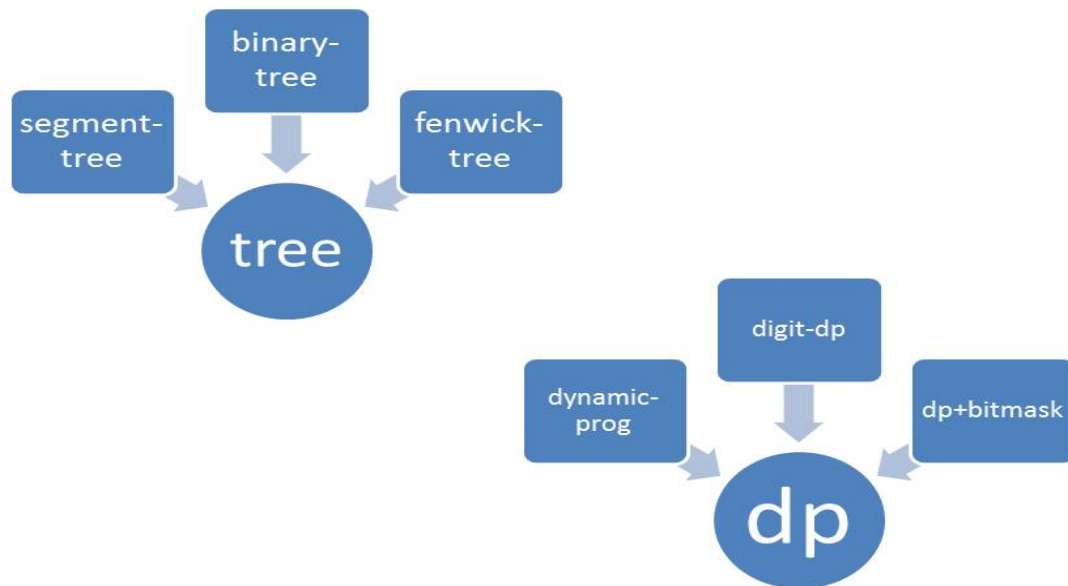 binary-
tree
segment-
tree
fenwick-
tree
tree
digit-dp
dynamic-
prog
dp+bitmask
dp